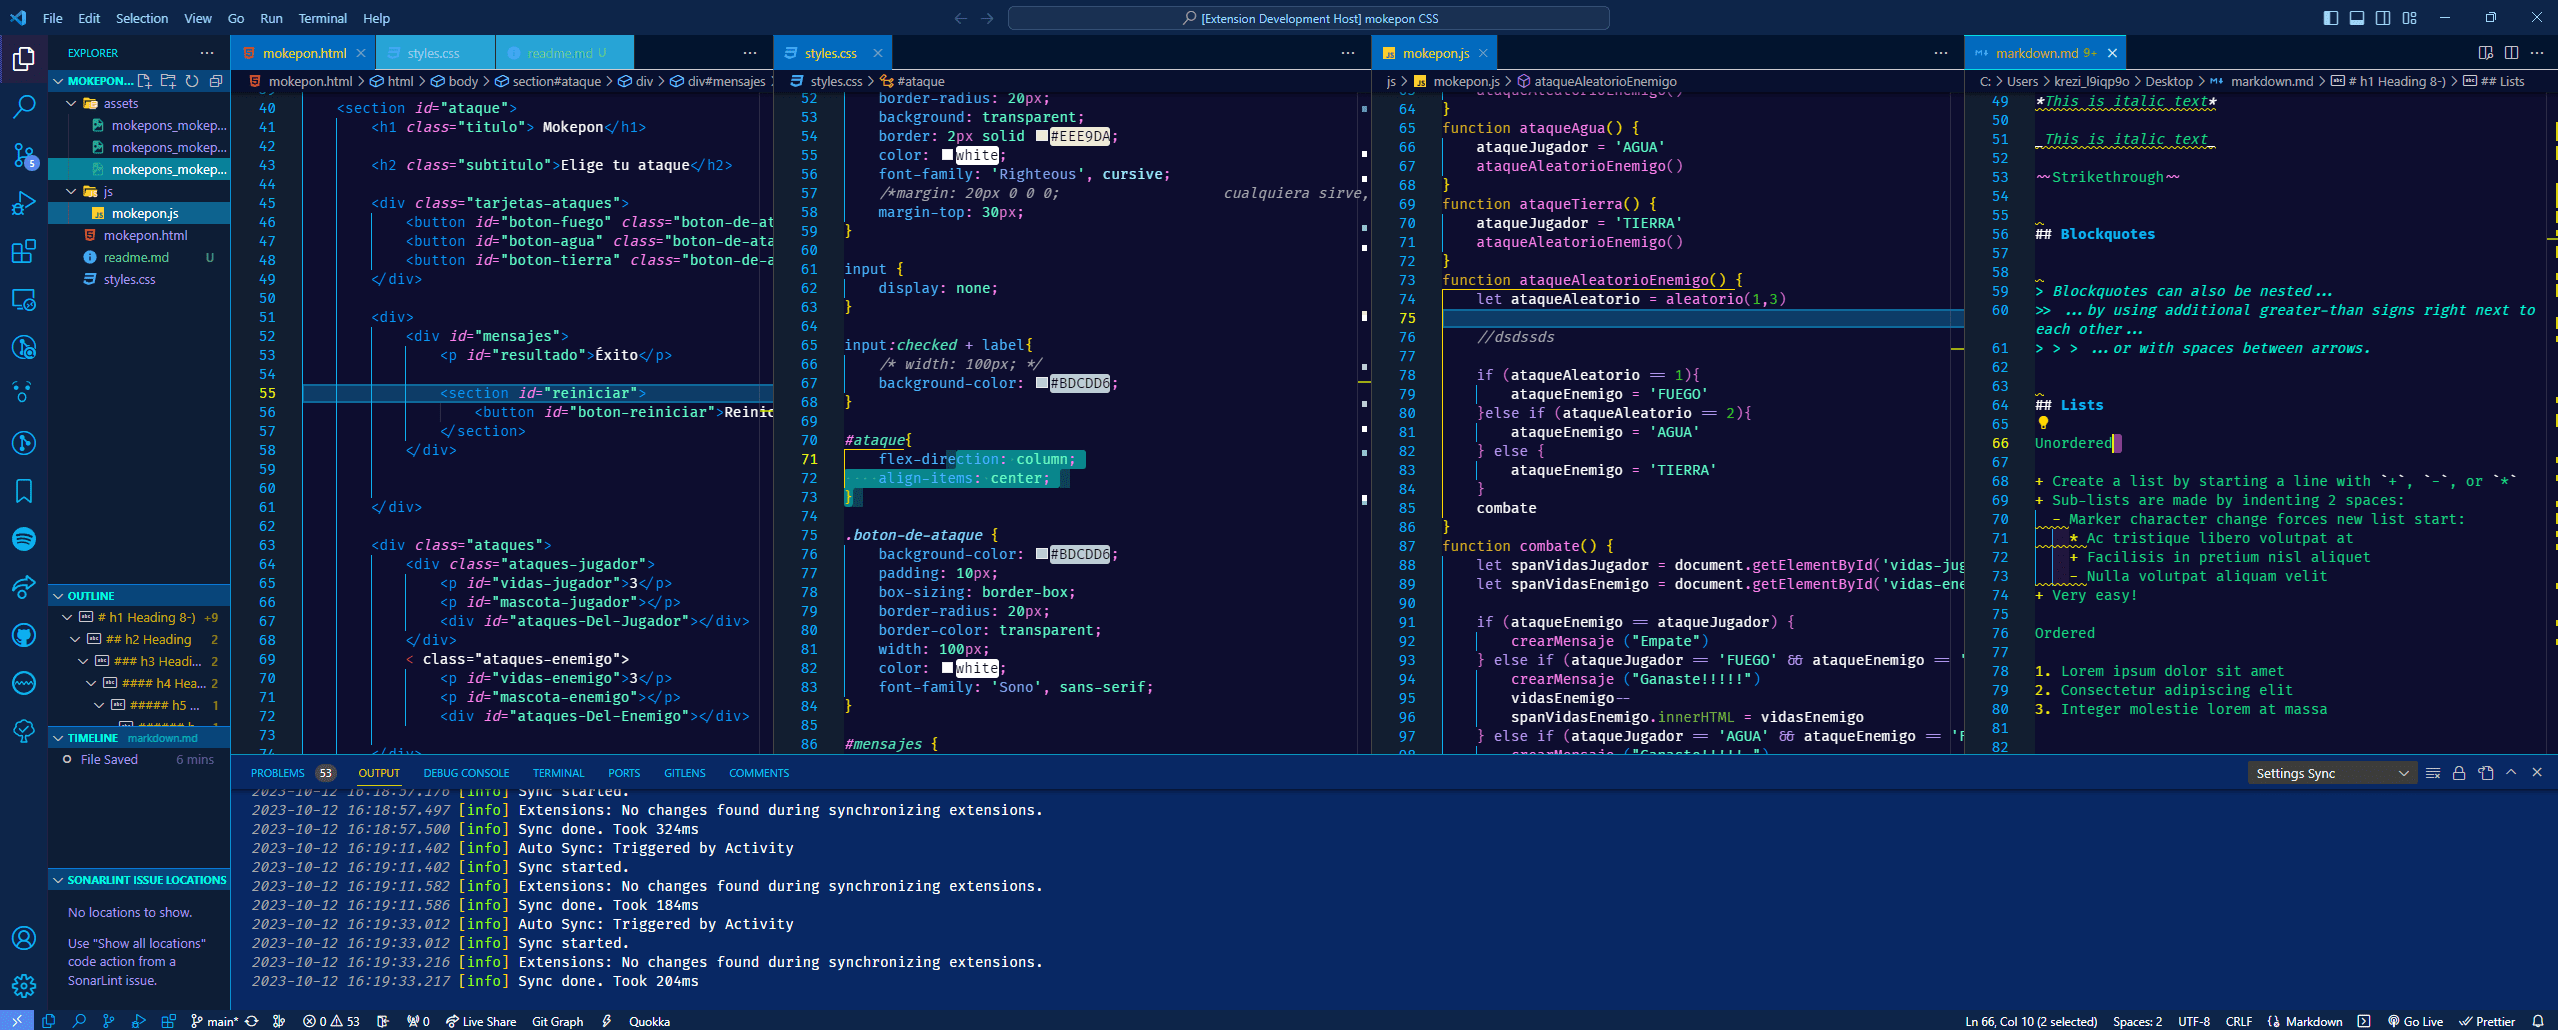 File Edit Selection View Go Run Terminal Help
[Extension Development Host] mokepon CSS
EXPLORER
MOKEPON...
assets
mokepons_mokep...
mokepons_mokep...
mokepons_mokep...
js
mokepon.js
mokepon.html
readme.md U
styles.css
5
OUTLINE
# h1 Heading 8-) +9
## h2 Heading 2
### h3 Headi... 2
#### h4 Hea... 2
##### h5 ... 1
TIMELINE markdown.md
File Saved 6 mins
SONARLINT ISSUE LOCATIONS
No locations to show.
Use "Show all locations"
code action from a
SonarLint issue.
mokepon.html styles.css readme.md U
mokepon.html > html > body > section#ataque > div > div#mensajes
40 <section id="ataque">
41 <h1 class="titulo"> Mokepon</h1>
42
43 <h2 class="subtitulo">Elige tu ataque</h2>
44
45 <div class="tarjetas-ataques">
46 <button id="boton-fuego" class="boton-de-at
47 <button id="boton-agua" class="boton-de-ata
48 <button id="boton-tierra" class="boton-de-a
49 </div>
50
51 <div>
52 <div id="mensajes">
53 <p id="resultado">Éxito</p>
54
55 <section id="reiniciar">
56 <button id="boton-reiniciar">Reinic
57 </section>
58 </div>
59
60
61 </div>
62
63 <div class="ataques">
64 <div class="ataques-jugador">
65 <p id="vidas-jugador">3</p>
66 <p id="mascota-jugador"></p>
67 <div id="ataques-Del-Jugador"></div>
68 </div>
69 < class="ataques-enemigo">
70 <p id="vidas-enemigo">3</p>
71 <p id="mascota-enemigo"></p>
72 <div id="ataques-Del-Enemigo"></div>
73
74 </div>
styles.css
styles.css > #ataque
52 border-radius: 20px;
53 background: transparent;
54 border: 2px solid #EEE9DA;
55 color: white;
56 font-family: 'Righteous', cursive;
57 /*margin: 20px 0 0 0; cualquiera sirve,
58 margin-top: 30px;
59 }
60
61 input {
62 display: none;
63 }
64
65 input:checked + label{
66 /* width: 100px; */
67 background-color: #BDCDD6;
68 }
69
70 #ataque{
71 flex-direction: column;
72 align-items: center;
73 }
74
75 .boton-de-ataque {
76 background-color: #BDCDD6;
77 padding: 10px;
78 box-sizing: border-box;
79 border-radius: 20px;
80 border-color: transparent;
81 width: 100px;
82 color: white;
83 font-family: 'Sono', sans-serif;
84 }
85
86 #mensajes {
mokepon.js
js > mokepon.js > ataqueAleatorioEnemigo
ataqueAleatorioEnemigo()
64 }
65 function ataqueAgua() {
66 ataqueJugador = 'AGUA'
67 ataqueAleatorioEnemigo()
68 }
69 function ataqueTierra() {
70 ataqueJugador = 'TIERRA'
71 ataqueAleatorioEnemigo()
72 }
73 function ataqueAleatorioEnemigo() {
74 let ataqueAleatorio = aleatorio(1,3)
75
76 //dsdssds
77
78 if (ataqueAleatorio == 1){
79 ataqueEnemigo = 'FUEGO'
80 }else if (ataqueAleatorio == 2){
81 ataqueEnemigo = 'AGUA'
82 } else {
83 ataqueEnemigo = 'TIERRA'
84 }
85 combate
86 }
87 function combate() {
88 let spanVidasJugador = document.getElementById('vidas-jug
89 let spanVidasEnemigo = document.getElementById('vidas-ene
90
91 if (ataqueEnemigo == ataqueJugador) {
92 crearMensaje ("Empate")
93 } else if (ataqueJugador == 'FUEGO' && ataqueEnemigo == '
94 crearMensaje ("Ganaste!!!!!")
95 vidasEnemigo--
96 spanVidasEnemigo.innerHTML = vidasEnemigo
97 } else if (ataqueJugador == 'AGUA' && ataqueEnemigo == 'F
markdown.md 9+
C: > Users > krezi_l9iqp9o > Desktop > markdown.md > # h1 Heading 8-) > ## Lists
49 *This is italic text*
50
51 _This is italic text_
52
53 ~~Strikethrough~~
54
55
56 ## Blockquotes
57
58
59 > Blockquotes can also be nested...
60 >> ...by using additional greater-than signs right next to
each other...
61 > > > ...or with spaces between arrows.
62
63
64 ## Lists
65
66 Unordered
67
68 + Create a list by starting a line with `+`, `-`, or `*`
69 + Sub-lists are made by indenting 2 spaces:
70 - Marker character change forces new list start:
71 * Ac tristique libero volutpat at
72 + Facilisis in pretium nisl aliquet
73 - Nulla volutpat aliquam velit
74 + Very easy!
75
76 Ordered
77
78 1. Lorem ipsum dolor sit amet
79 2. Consectetur adipiscing elit
80 3. Integer molestie lorem at massa
81
82
PROBLEMS 53 OUTPUT DEBUG CONSOLE TERMINAL PORTS GITLENS COMMENTS
Settings Sync
2023-10-12 16:18:57.176 [info] Sync started.
2023-10-12 16:18:57.497 [info] Extensions: No changes found during synchronizing extensions.
2023-10-12 16:18:57.500 [info] Sync done. Took 324ms
2023-10-12 16:19:11.402 [info] Auto Sync: Triggered by Activity
2023-10-12 16:19:11.402 [info] Sync started.
2023-10-12 16:19:11.582 [info] Extensions: No changes found during synchronizing extensions.
2023-10-12 16:19:11.586 [info] Sync done. Took 184ms
2023-10-12 16:19:33.012 [info] Auto Sync: Triggered by Activity
2023-10-12 16:19:33.012 [info] Sync started.
2023-10-12 16:19:33.216 [info] Extensions: No changes found during synchronizing extensions.
2023-10-12 16:19:33.217 [info] Sync done. Took 204ms
main* 0 53 0 Live Share Git Graph Quokka
Ln 66, Col 10 (2 selected) Spaces: 2 UTF-8 CRLF Markdown Go Live Prettier